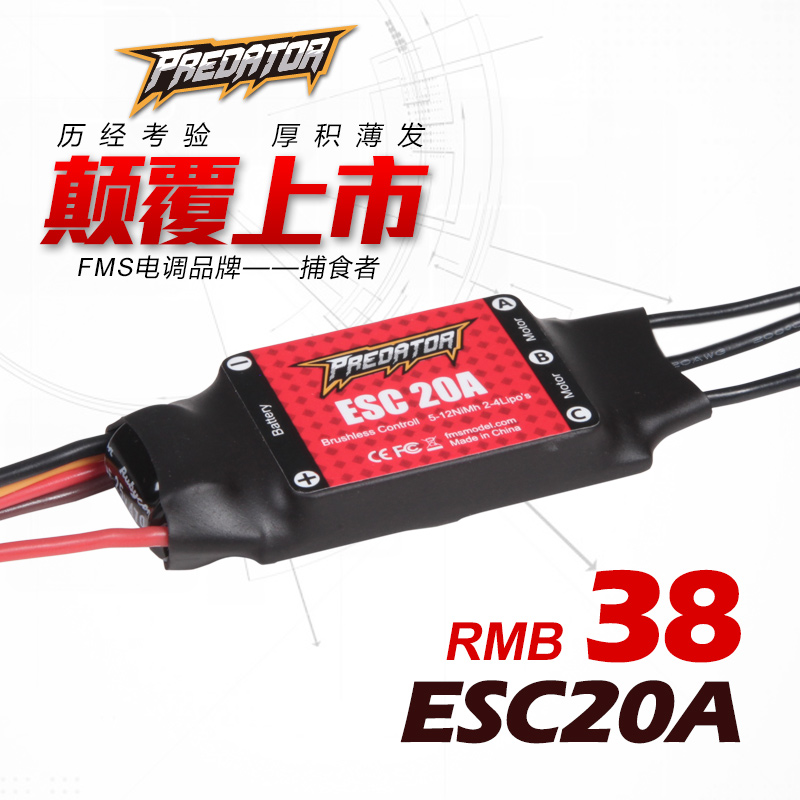 PREDATOR
历经考验 厚积薄发
颠覆上市
FMS电调品牌——捕食者
PREDATOR
ESC 20A
Brushless Controll 5-12NiMh 2-4Lipo's
fmsmodel.com
CE FC
Made in China
Battery
A
Motor
B
Motor
C
20AWG
RMB 38
ESC20A